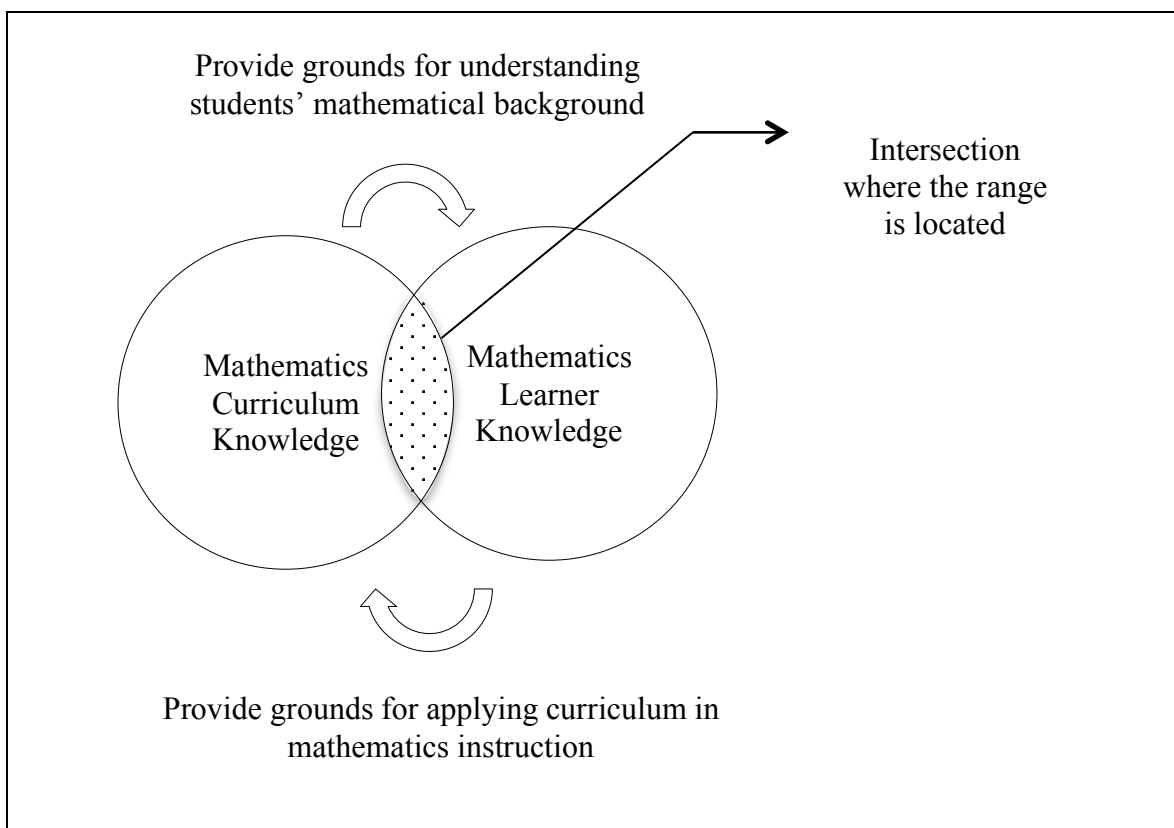 Provide grounds for understanding
students’ mathematical background
Intersection
where the range
is located
Mathematics
Curriculum
Knowledge
Mathematics
Learner
Knowledge
Provide grounds for applying curriculum in
mathematics instruction